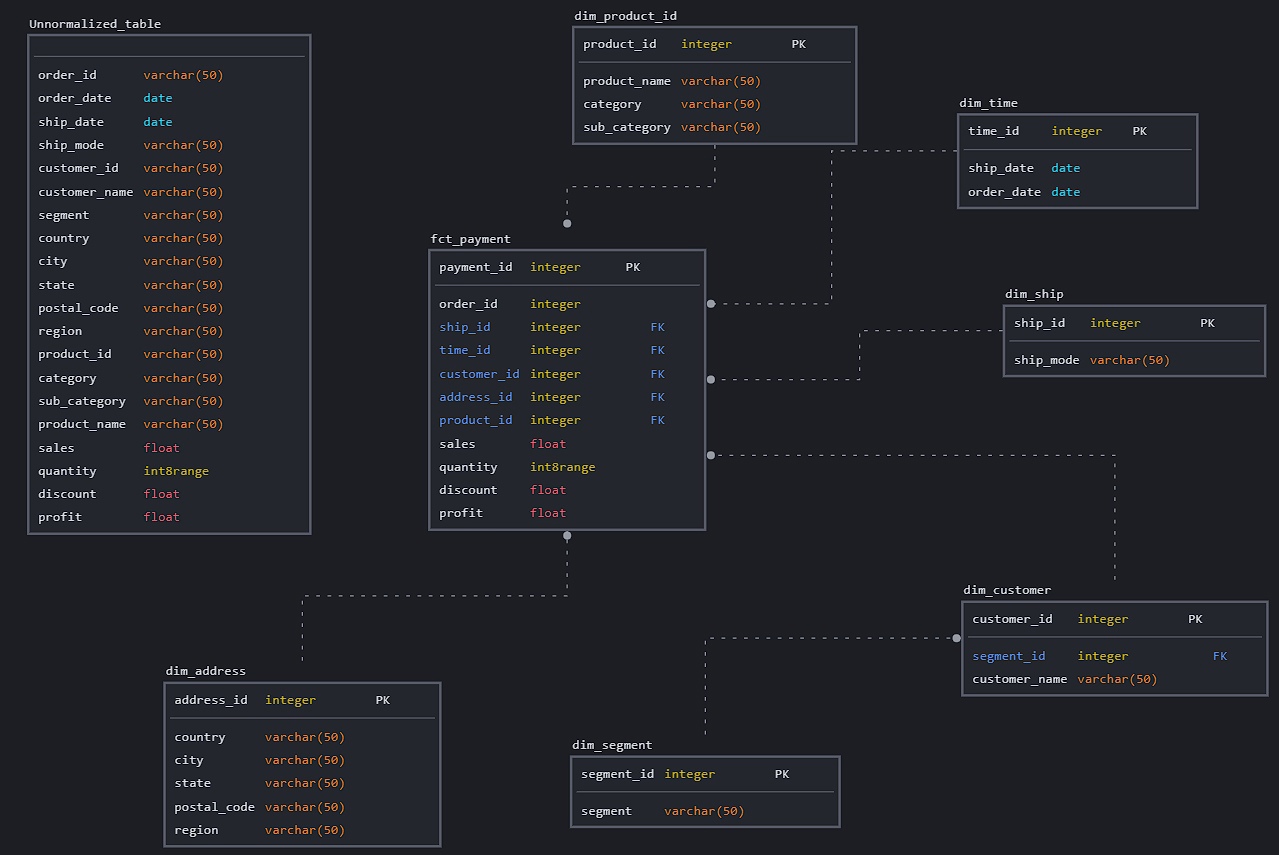 Unnormalized_table
order_id varchar(50)
order_date date
ship_date date
ship_mode varchar(50)
customer_id varchar(50)
customer_name varchar(50)
segment varchar(50)
country varchar(50)
city varchar(50)
state varchar(50)
postal_code varchar(50)
region varchar(50)
product_id varchar(50)
category varchar(50)
sub_category varchar(50)
product_name varchar(50)
sales float
quantity int8range
discount float
profit float
dim_product_id
product_id integer PK
product_name varchar(50)
category varchar(50)
sub_category varchar(50)
dim_time
time_id integer PK
ship_date date
order_date date
fct_payment
payment_id integer PK
order_id integer
ship_id integer FK
time_id integer FK
customer_id integer FK
address_id integer FK
product_id integer FK
sales float
quantity int8range
discount float
profit float
dim_ship
ship_id integer PK
ship_mode varchar(50)
dim_customer
customer_id integer PK
segment_id integer FK
customer_name varchar(50)
dim_address
address_id integer PK
country varchar(50)
city varchar(50)
state varchar(50)
postal_code varchar(50)
region varchar(50)
dim_segment
segment_id integer PK
segment varchar(50)